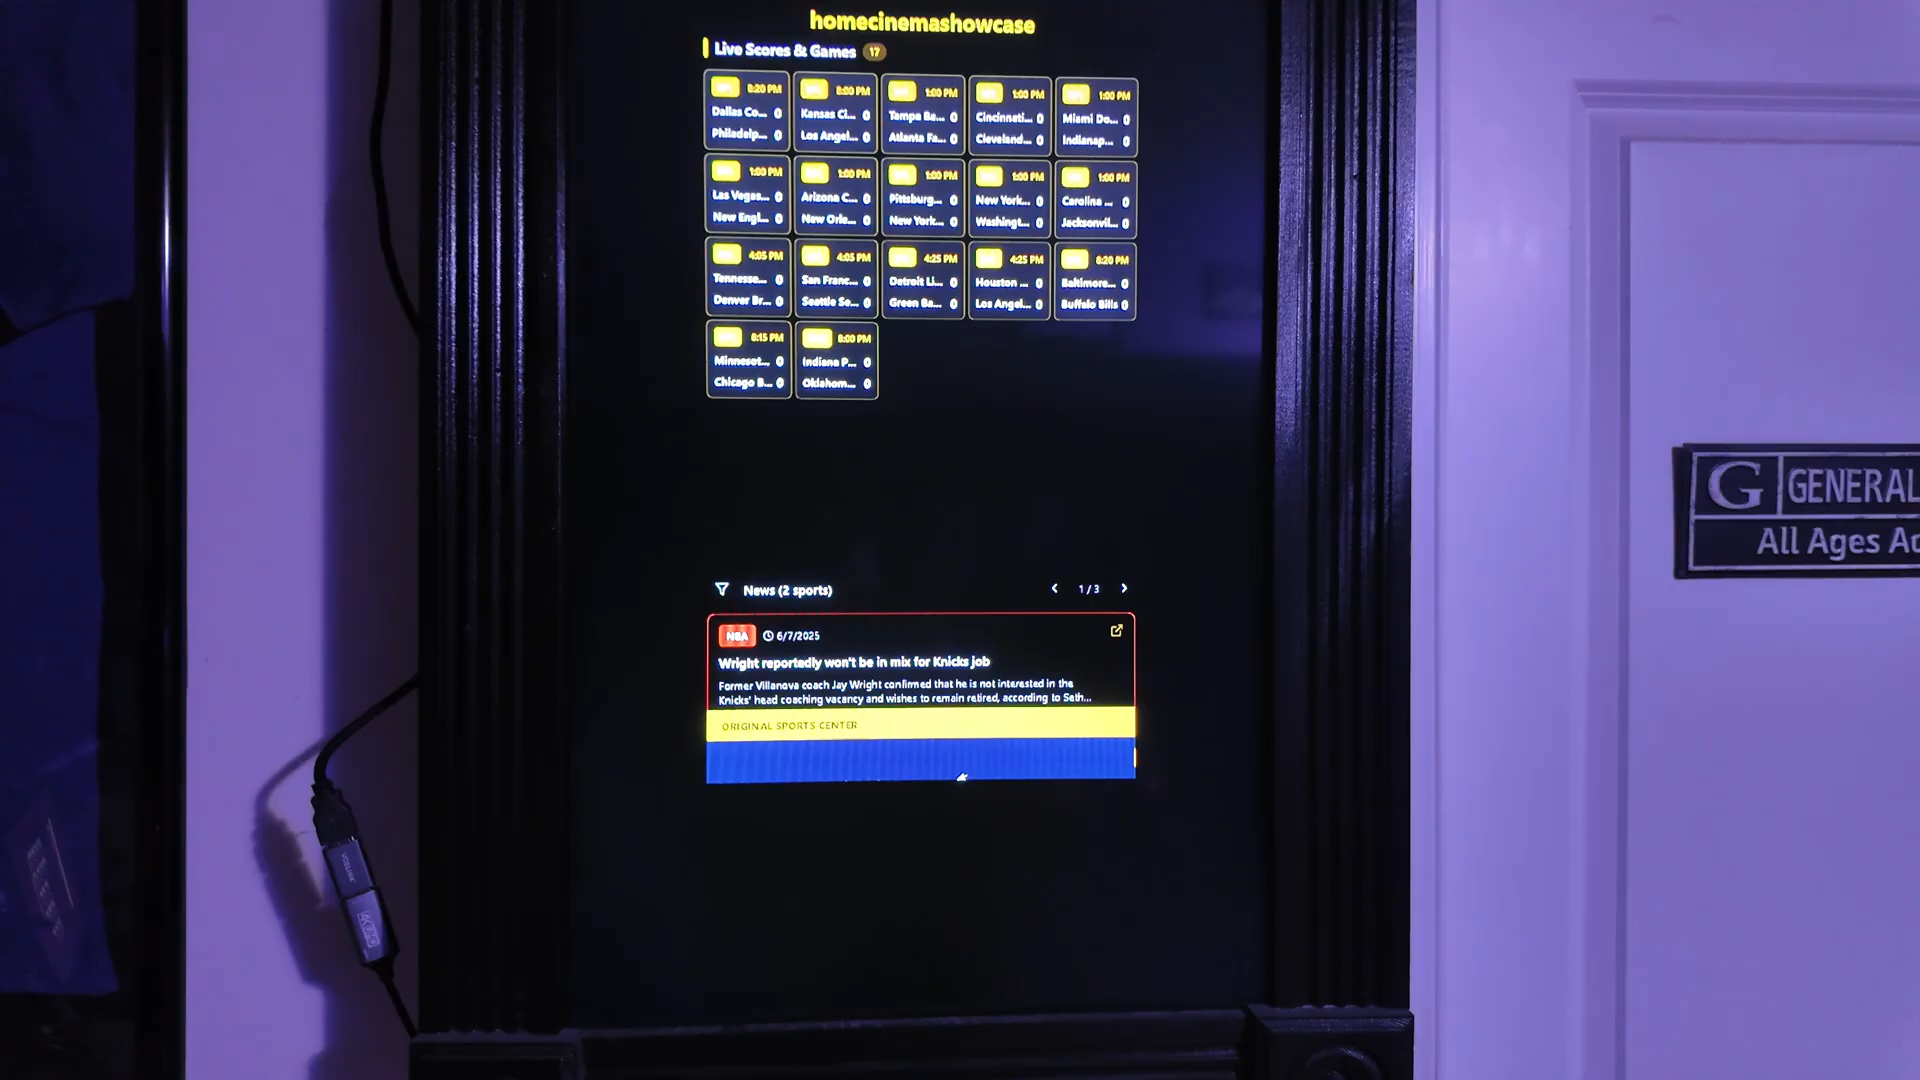 homecinemashowcase
Live Scores & Games 17
8:20 PM
Dallas Co... 0
Philadelp... 0
8:00 PM
Kansas Ci... 0
Los Angel... 0
1:00 PM
Tampa Ba... 0
Atlanta Fa... 0
1:00 PM
Cincinnati... 0
Cleveland... 0
1:00 PM
Miami Do... 0
Indianap... 0
1:00 PM
Las Vegas... 0
New Engl... 0
1:00 PM
Arizona C... 0
New Orle... 0
1:00 PM
Pittsburg... 0
New York... 0
1:00 PM
New York... 0
Washingt... 0
1:00 PM
Carolina ... 0
Jacksonvil... 0
4:05 PM
Tennesse... 0
Denver Br... 0
4:05 PM
San Franc... 0
Seattle Se... 0
4:25 PM
Detroit Li... 0
Green Ba... 0
4:25 PM
Houston ... 0
Los Angel... 0
8:20 PM
Baltimore... 0
Buffalo Bills 0
8:15 PM
Minnesot... 0
Chicago B... 0
8:00 PM
Indiana P... 0
Oklahom... 0
News (2 sports) 1 / 3
NBA 6/7/2025
Wright reportedly won't be in mix for Knicks job
Former Villanova coach Jay Wright confirmed that he is not interested in the
Knicks' head coaching vacancy and wishes to remain retired, according to Seth...
ORIGINAL SPORTS CENTER
G GENERAL
All Ages Ad
VOELINK